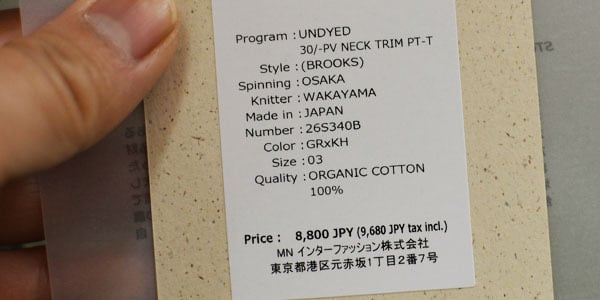 Program : UNDYED
30/-PV NECK TRIM PT-T
Style : (BROOKS)
Spinning : OSAKA
Knitter : WAKAYAMA
Made in : JAPAN
Number : 26S340B
Color : GRxKH
Size : 03
Quality : ORGANIC COTTON
100%
Price : 8,800 JPY (9,680 JPY tax incl.)
MN インターファッション株式会社
東京都港区元赤坂1丁目2番7号